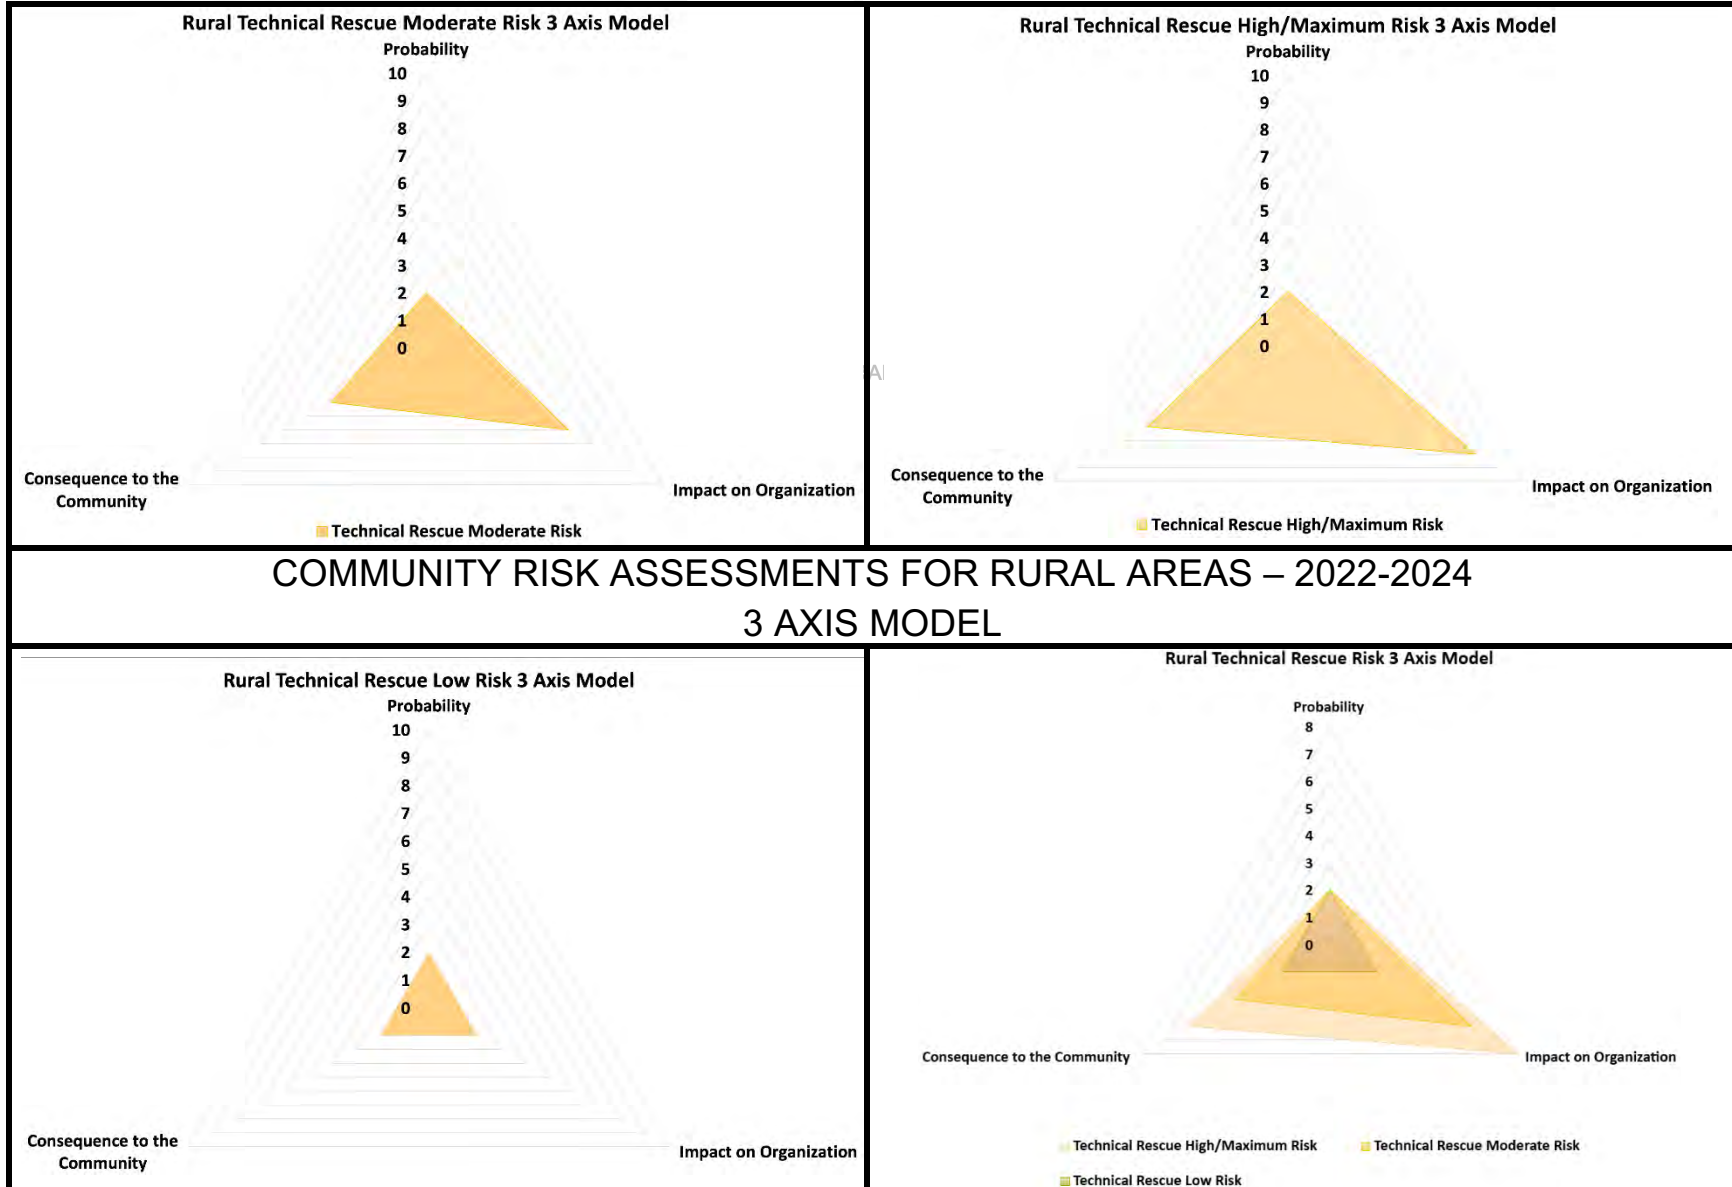 Rural Technical Rescue Moderate Risk 3 Axis Model
Probability
10
9
8
7
6
5
4
3
2
1
0
Consequence to the
Community
Impact on Organization
Technical Rescue Moderate Risk
Rural Technical Rescue High/Maximum Risk 3 Axis Model
Probability
10
9
8
7
6
5
4
3
2
1
0
Consequence to the
Community
Impact on Organization
Technical Rescue High/Maximum Risk
COMMUNITY RISK ASSESSMENTS FOR RURAL AREAS – 2022-2024
3 AXIS MODEL
Rural Technical Rescue Low Risk 3 Axis Model
Probability
10
9
8
7
6
5
4
3
2
1
0
Consequence to the
Community
Impact on Organization
Rural Technical Rescue Risk 3 Axis Model
Probability
8
7
6
5
4
3
2
1
0
Consequence to the Community
Impact on Organization
Technical Rescue High/Maximum Risk
Technical Rescue Moderate Risk
Technical Rescue Low Risk